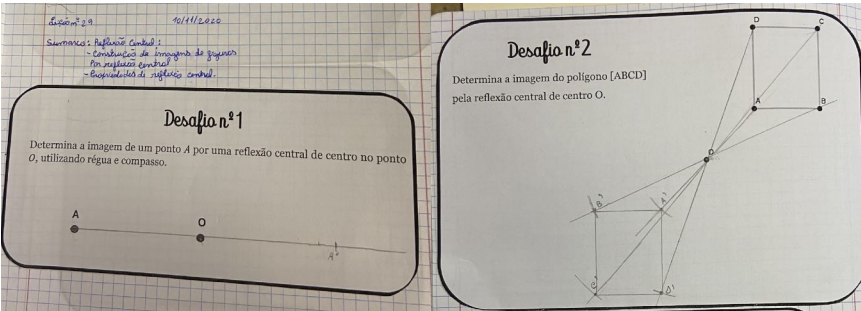 Lição nº 29 10/11/2020
Sumário: Reflexão Central:
- Construção de imagens de figuras
Por reflexão central
- Propriedades da reflexão central.
Desafio nº1
Determina a imagem de um ponto A por uma reflexão central de centro no ponto
O, utilizando régua e compasso.
A
O
A'
Desafio nº2
Determina a imagem do polígono [ABCD]
pela reflexão central de centro O.
D
C
A
B
O
B'
A'
C'
D'